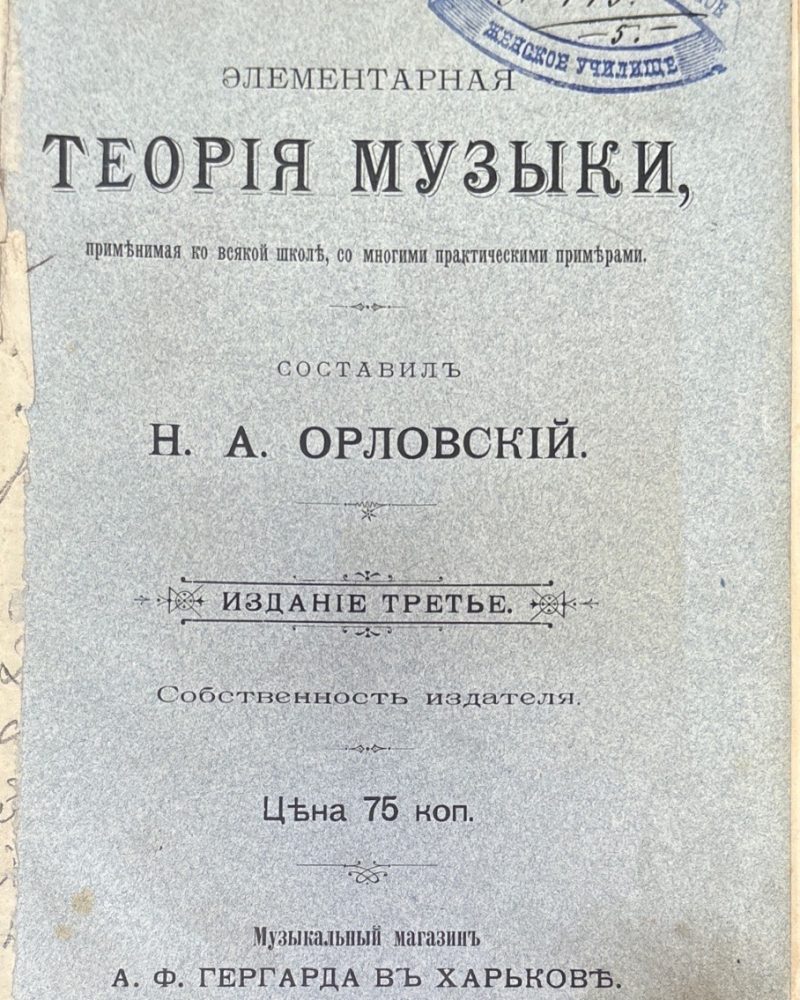 5.
ЖЕНСКОЕ УЧИЛИЩЕ
ЭЛЕМЕНТАРНАЯ
ТЕОРІЯ МУЗЫКИ,
примѣнимая ко всякой школѣ, со многими практическими примѣрами.
СОСТАВИЛЪ
Н. А. ОРЛОВСКІЙ.
ИЗДАНІЕ ТРЕТЬЕ.
Собственность издателя.
Цѣна 75 коп.
Музыкальный магазинъ
А. Ф. ГЕРГАРДА ВЪ ХАРЬКОВѢ.